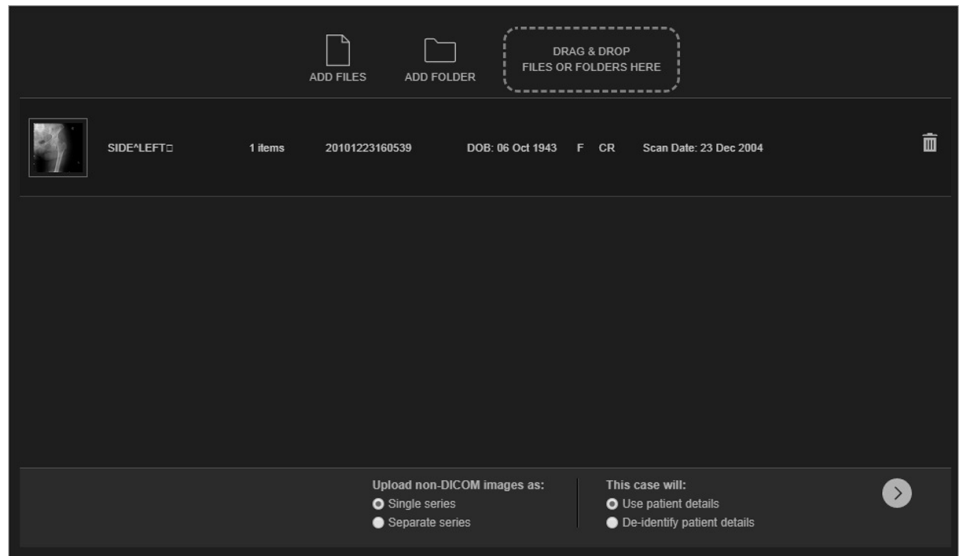 DRAG & DROP
FILES OR FOLDERS HERE
ADD FILES
ADD FOLDER
SIDE^LEFT□ 1 items 20101223160539 DOB: 06 Oct 1943 F CR Scan Date: 23 Dec 2004
Upload non-DICOM images as:
Single series
Separate series
This case will:
Use patient details
De-identify patient details